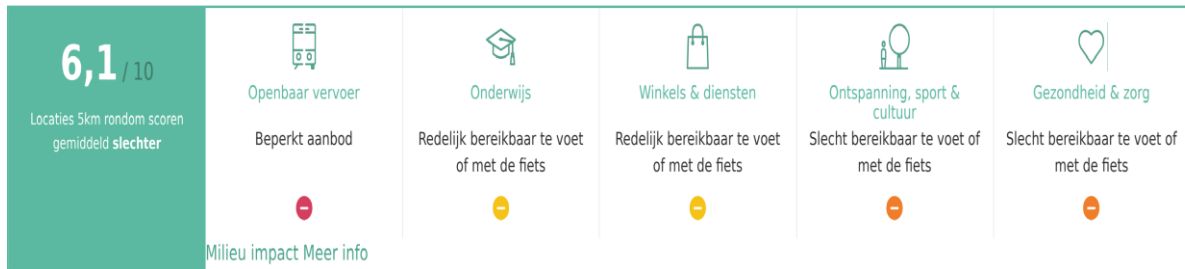 6,1 / 10
Locaties 5km rondom scoren
gemiddeld slechter
Openbaar vervoer
Beperkt aanbod
Onderwijs
Redelijk bereikbaar te voet
of met de fiets
Winkels & diensten
Redelijk bereikbaar te voet
of met de fiets
Ontspanning, sport &
cultuur
Slecht bereikbaar te voet of
met de fiets
Gezondheid & zorg
Slecht bereikbaar te voet of
met de fiets
Milieu impact Meer info